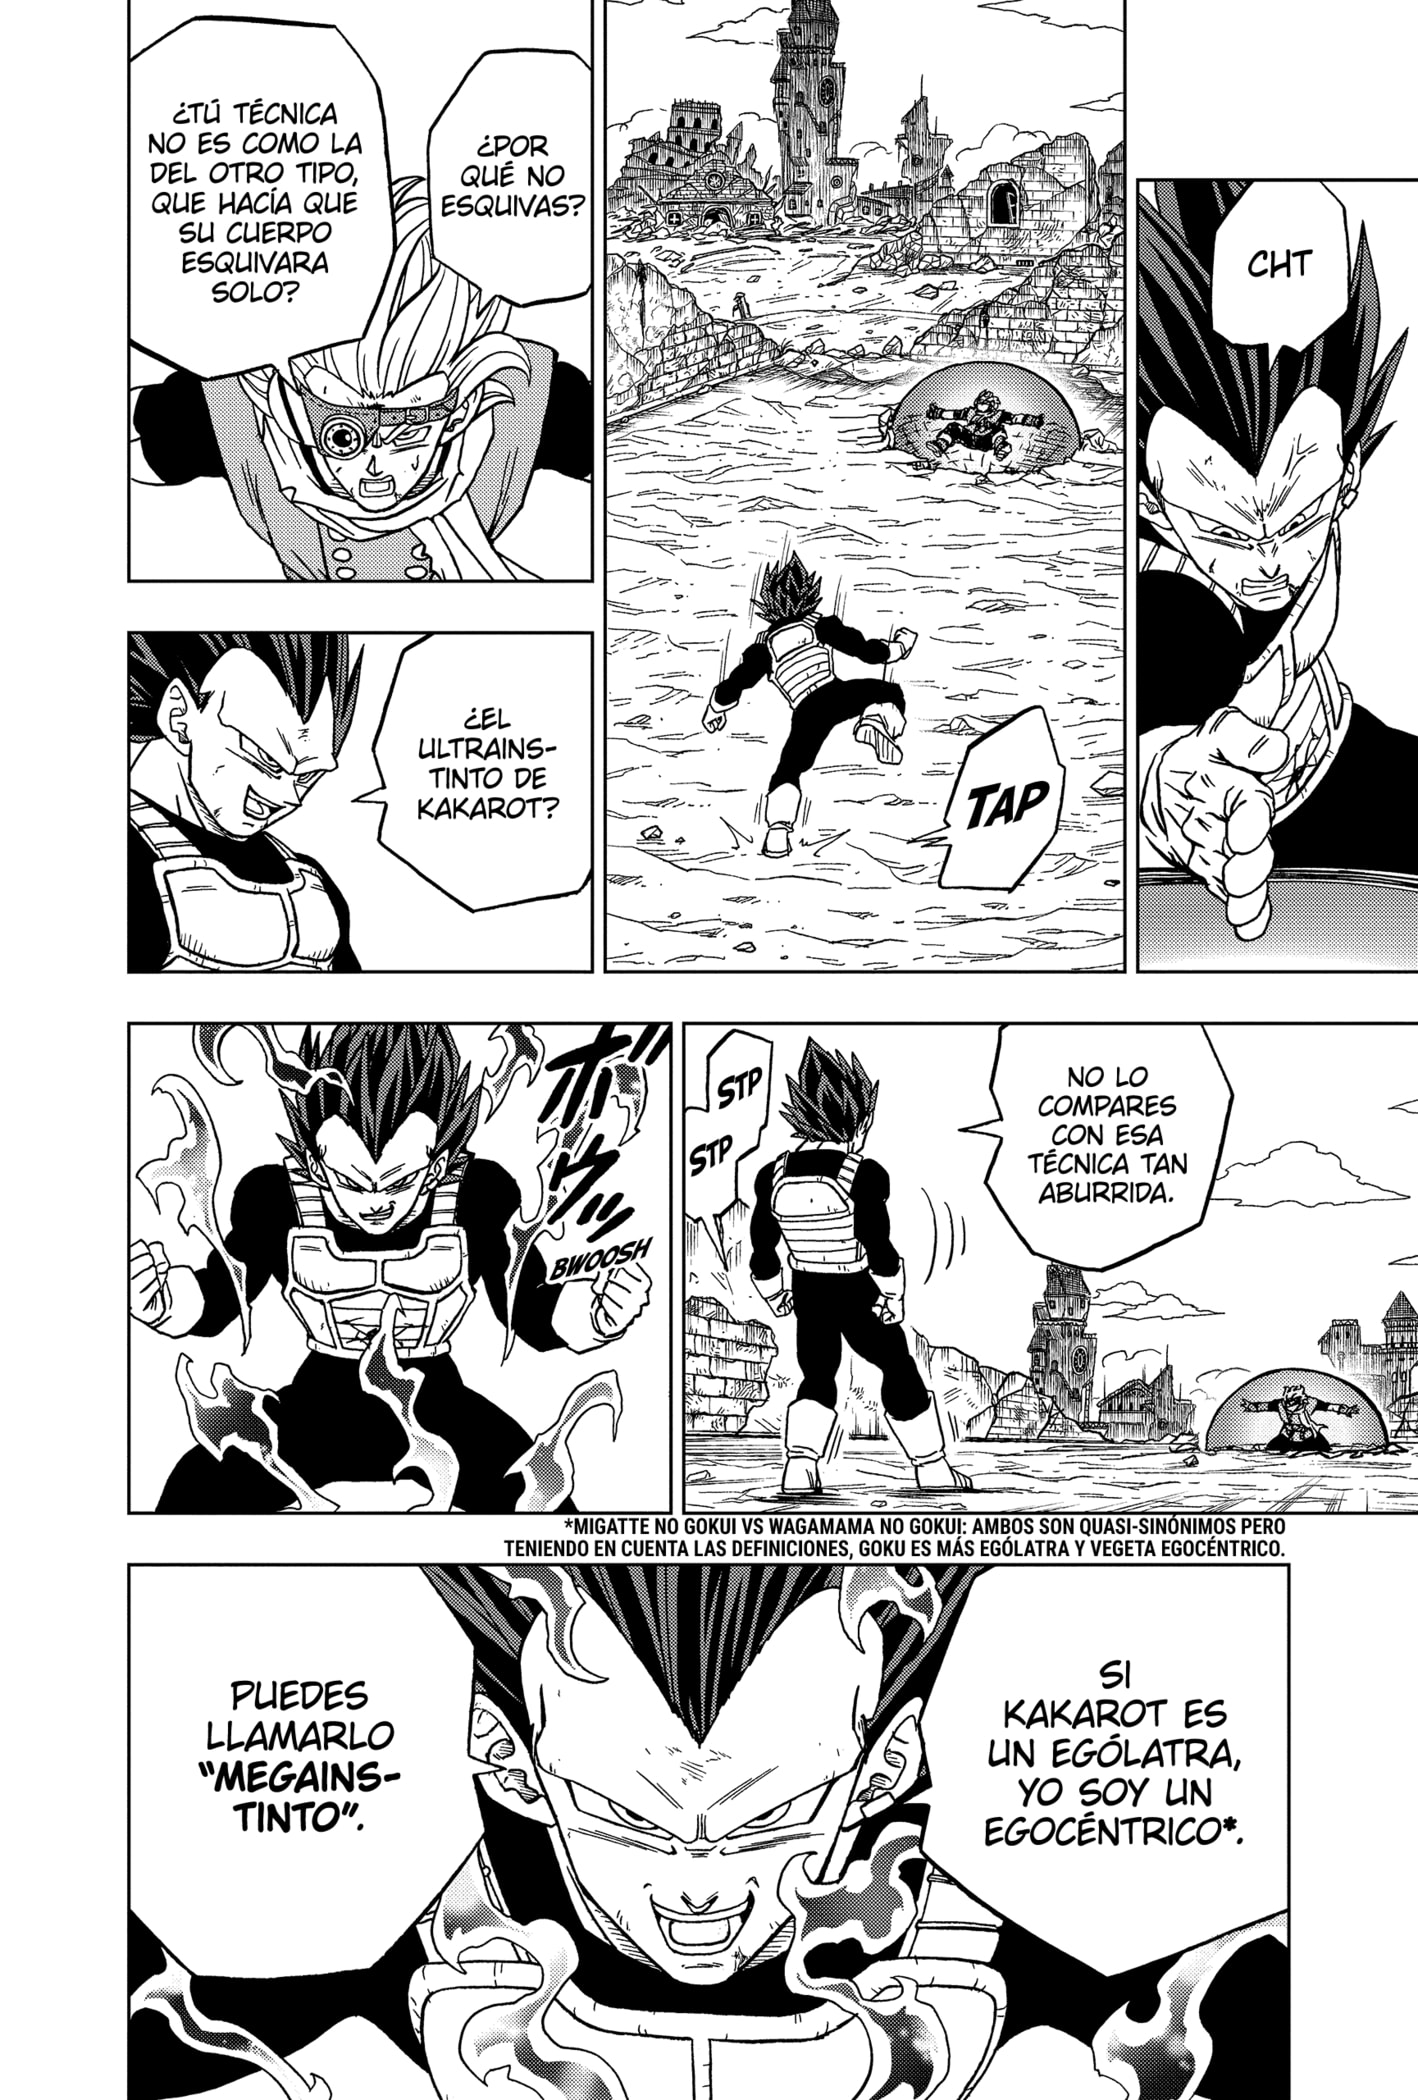 CHT
TAP
¿POR
QUÉ NO
ESQUIVAS?
¿TÚ TÉCNICA
NO ES COMO LA
DEL OTRO TIPO,
QUE HACÍA QUE
SU CUERPO
ESQUIVARA
SOLO?
¿EL
ULTRAINS-
TINTO DE
KAKAROT?
NO LO
COMPARES
CON ESA
TÉCNICA TAN
ABURRIDA.
STP
STP
BWOOSH
*MIGATTE NO GOKUI VS WAGAMAMA NO GOKUI: AMBOS SON QUASI-SINÓNIMOS PERO
TENIENDO EN CUENTA LAS DEFINICIONES, GOKU ES MÁS EGÓLATRA Y VEGETA EGOCÉNTRICO.
SI
KAKAROT ES
UN EGÓLATRA,
YO SOY UN
EGOCÉNTRICO*.
PUEDES
LLAMARLO
"MEGAINS-
TINTO".